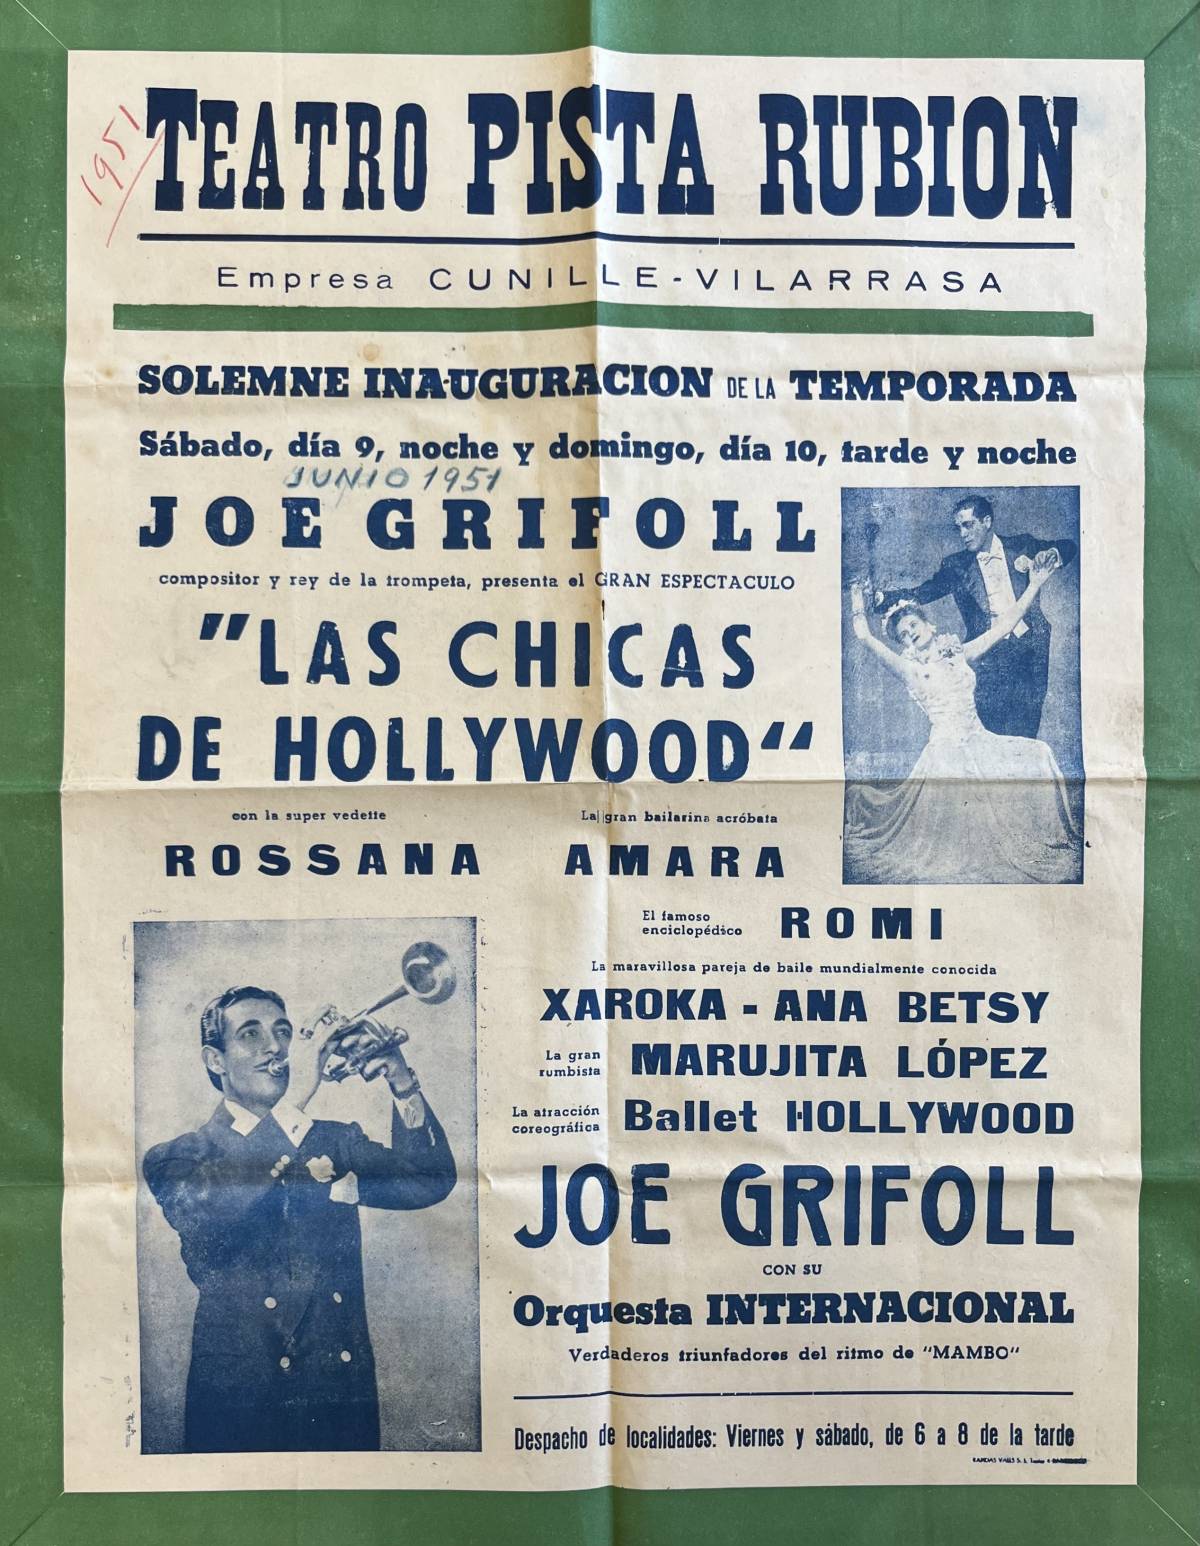 1951
TEATRO PISTA RUBION
Empresa CUNILLE-VILARRASA
SOLEMNE INAUGURACION DE LA TEMPORADA
Sábado, día 9, noche y domingo, día 10, tarde y noche
JUNIO 1951
JOE GRIFOLL
compositor y rey de la trompeta, presenta el GRAN ESPECTACULO
"LAS CHICAS
DE HOLLYWOOD"
con la super vedette
ROSSANA
La gran bailarina acróbata
AMARA
El famoso
enciclopédico
ROMI
La maravillosa pareja de baile mundialmente conocida
XAROKA - ANA BETSY
La gran
rumbista
MARUJITA LÓPEZ
La atracción
coreográfica
Ballet HOLLYWOOD
JOE GRIFOLL
CON SU
Orquesta INTERNACIONAL
Verdaderos triunfadores del ritmo de "MAMBO"
Despacho de localidades: Viernes y sábado, de 6 a 8 de la tarde
VALLS S. L.